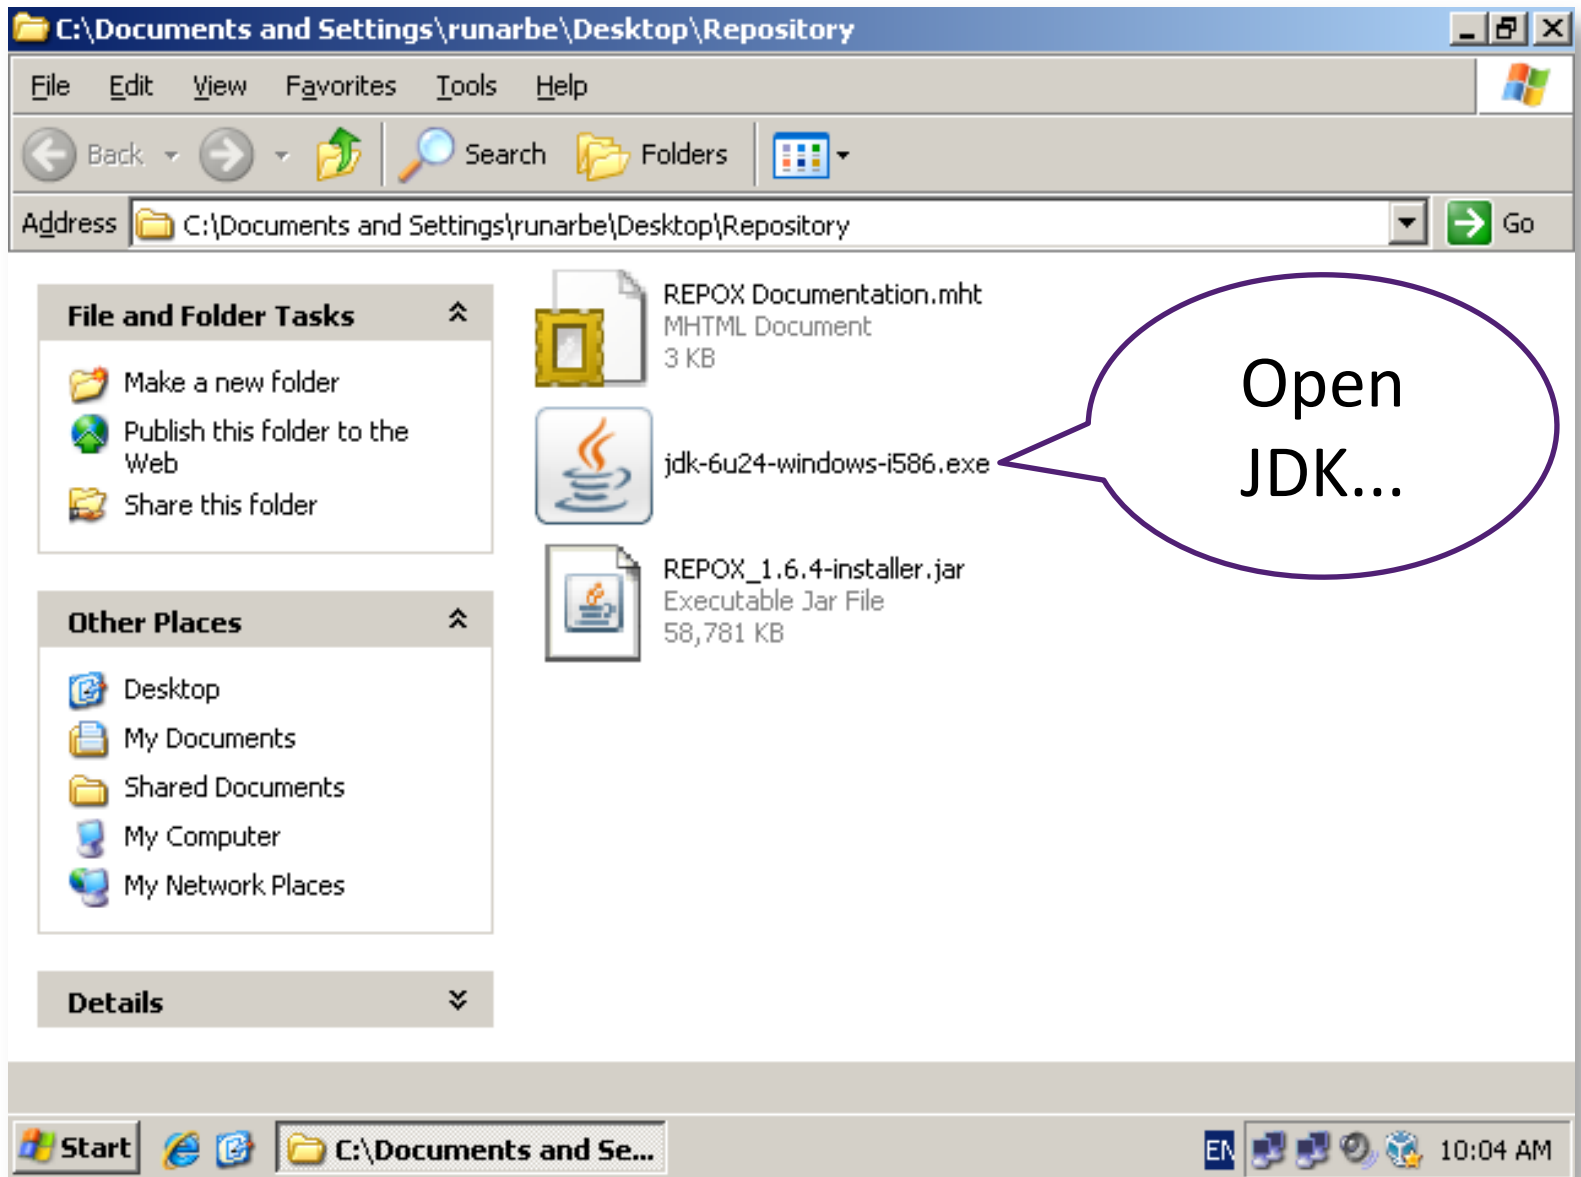 C:\Documents and Settings\runarbe\Desktop\Repository
File Edit View Favorites Tools Help
Back Search Folders
Address C:\Documents and Settings\runarbe\Desktop\Repository Go
File and Folder Tasks
Make a new folder
Publish this folder to the
Web
Share this folder
Other Places
Desktop
My Documents
Shared Documents
My Computer
My Network Places
Details
REPOX Documentation.mht
MHTML Document
3 KB
jdk-6u24-windows-i586.exe
REPOX_1.6.4-installer.jar
Executable Jar File
58,781 KB
Open
JDK...
Start C:\Documents and Se... EN 10:04 AM